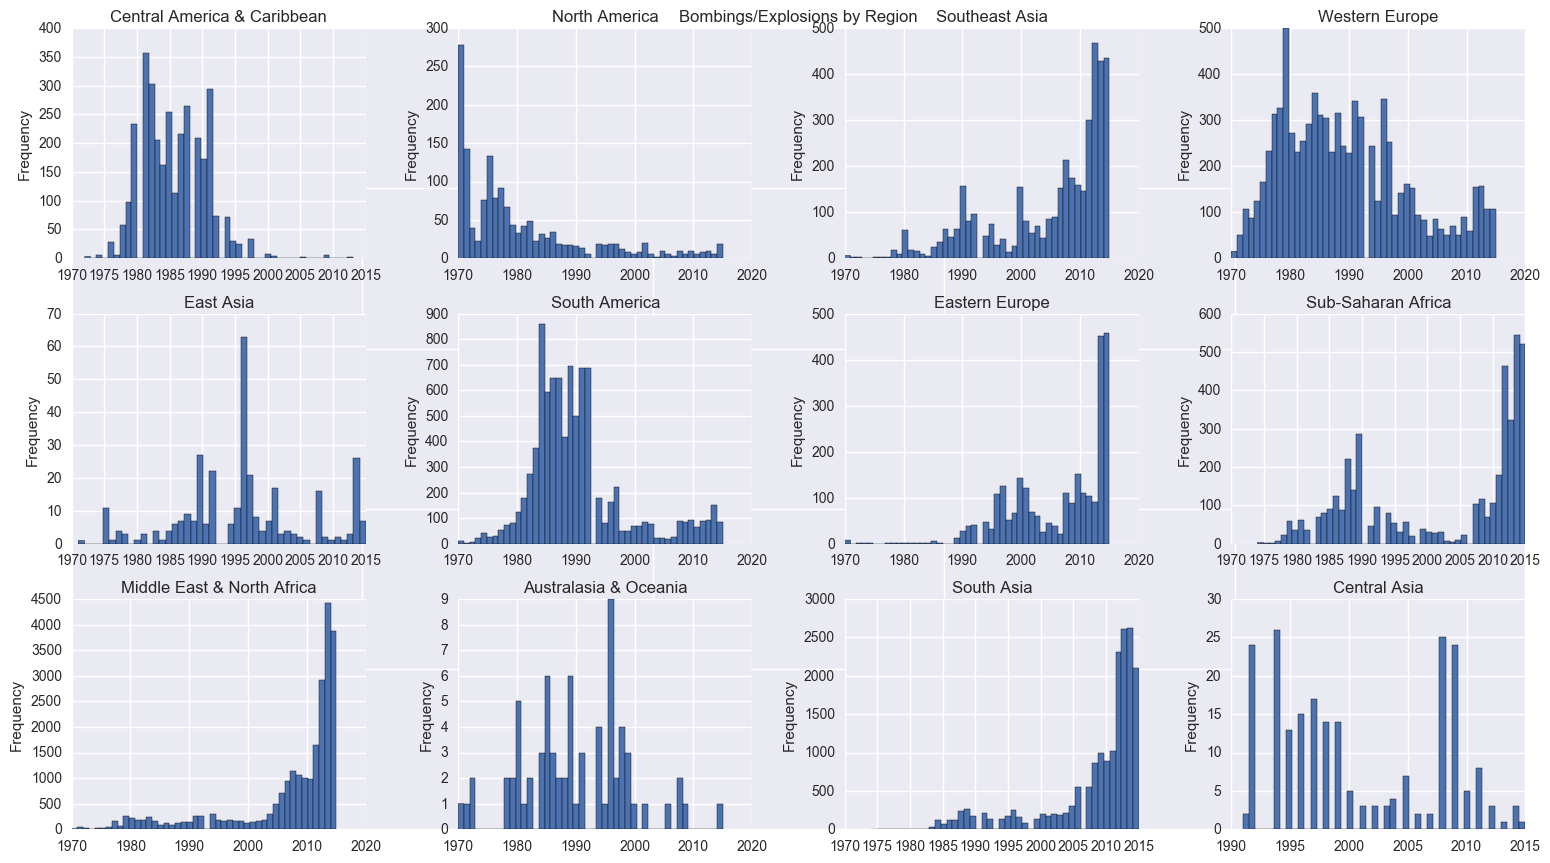 Bombings/Explosions by Region
Central America & Caribbean
Frequency
400
350
300
250
200
150
100
50
0
1970 1975 1980 1985 1990 1995 2000 2005 2010 2015
North America
Frequency
300
250
200
150
100
50
0
1970 1980 1990 2000 2010 2020
Southeast Asia
Frequency
500
400
300
200
100
0
1970 1980 1990 2000 2010 2020
Western Europe
Frequency
500
400
300
200
100
0
1970 1980 1990 2000 2010 2020
East Asia
Frequency
70
60
50
40
30
20
10
0
1970 1975 1980 1985 1990 1995 2000 2005 2010 2015
South America
Frequency
900
800
700
600
500
400
300
200
100
0
1970 1980 1990 2000 2010 2020
Eastern Europe
Frequency
500
400
300
200
100
0
1970 1980 1990 2000 2010 2020
Sub-Saharan Africa
Frequency
600
500
400
300
200
100
0
1970 1975 1980 1985 1990 1995 2000 2005 2010 2015
Middle East & North Africa
Frequency
4500
4000
3500
3000
2500
2000
1500
1000
500
0
1970 1980 1990 2000 2010 2020
Australasia & Oceania
Frequency
9
8
7
6
5
4
3
2
1
0
1970 1980 1990 2000 2010 2020
South Asia
Frequency
3000
2500
2000
1500
1000
500
0
1970 1975 1980 1985 1990 1995 2000 2005 2010 2015
Central Asia
Frequency
30
25
20
15
10
5
0
1990 1995 2000 2005 2010 2015